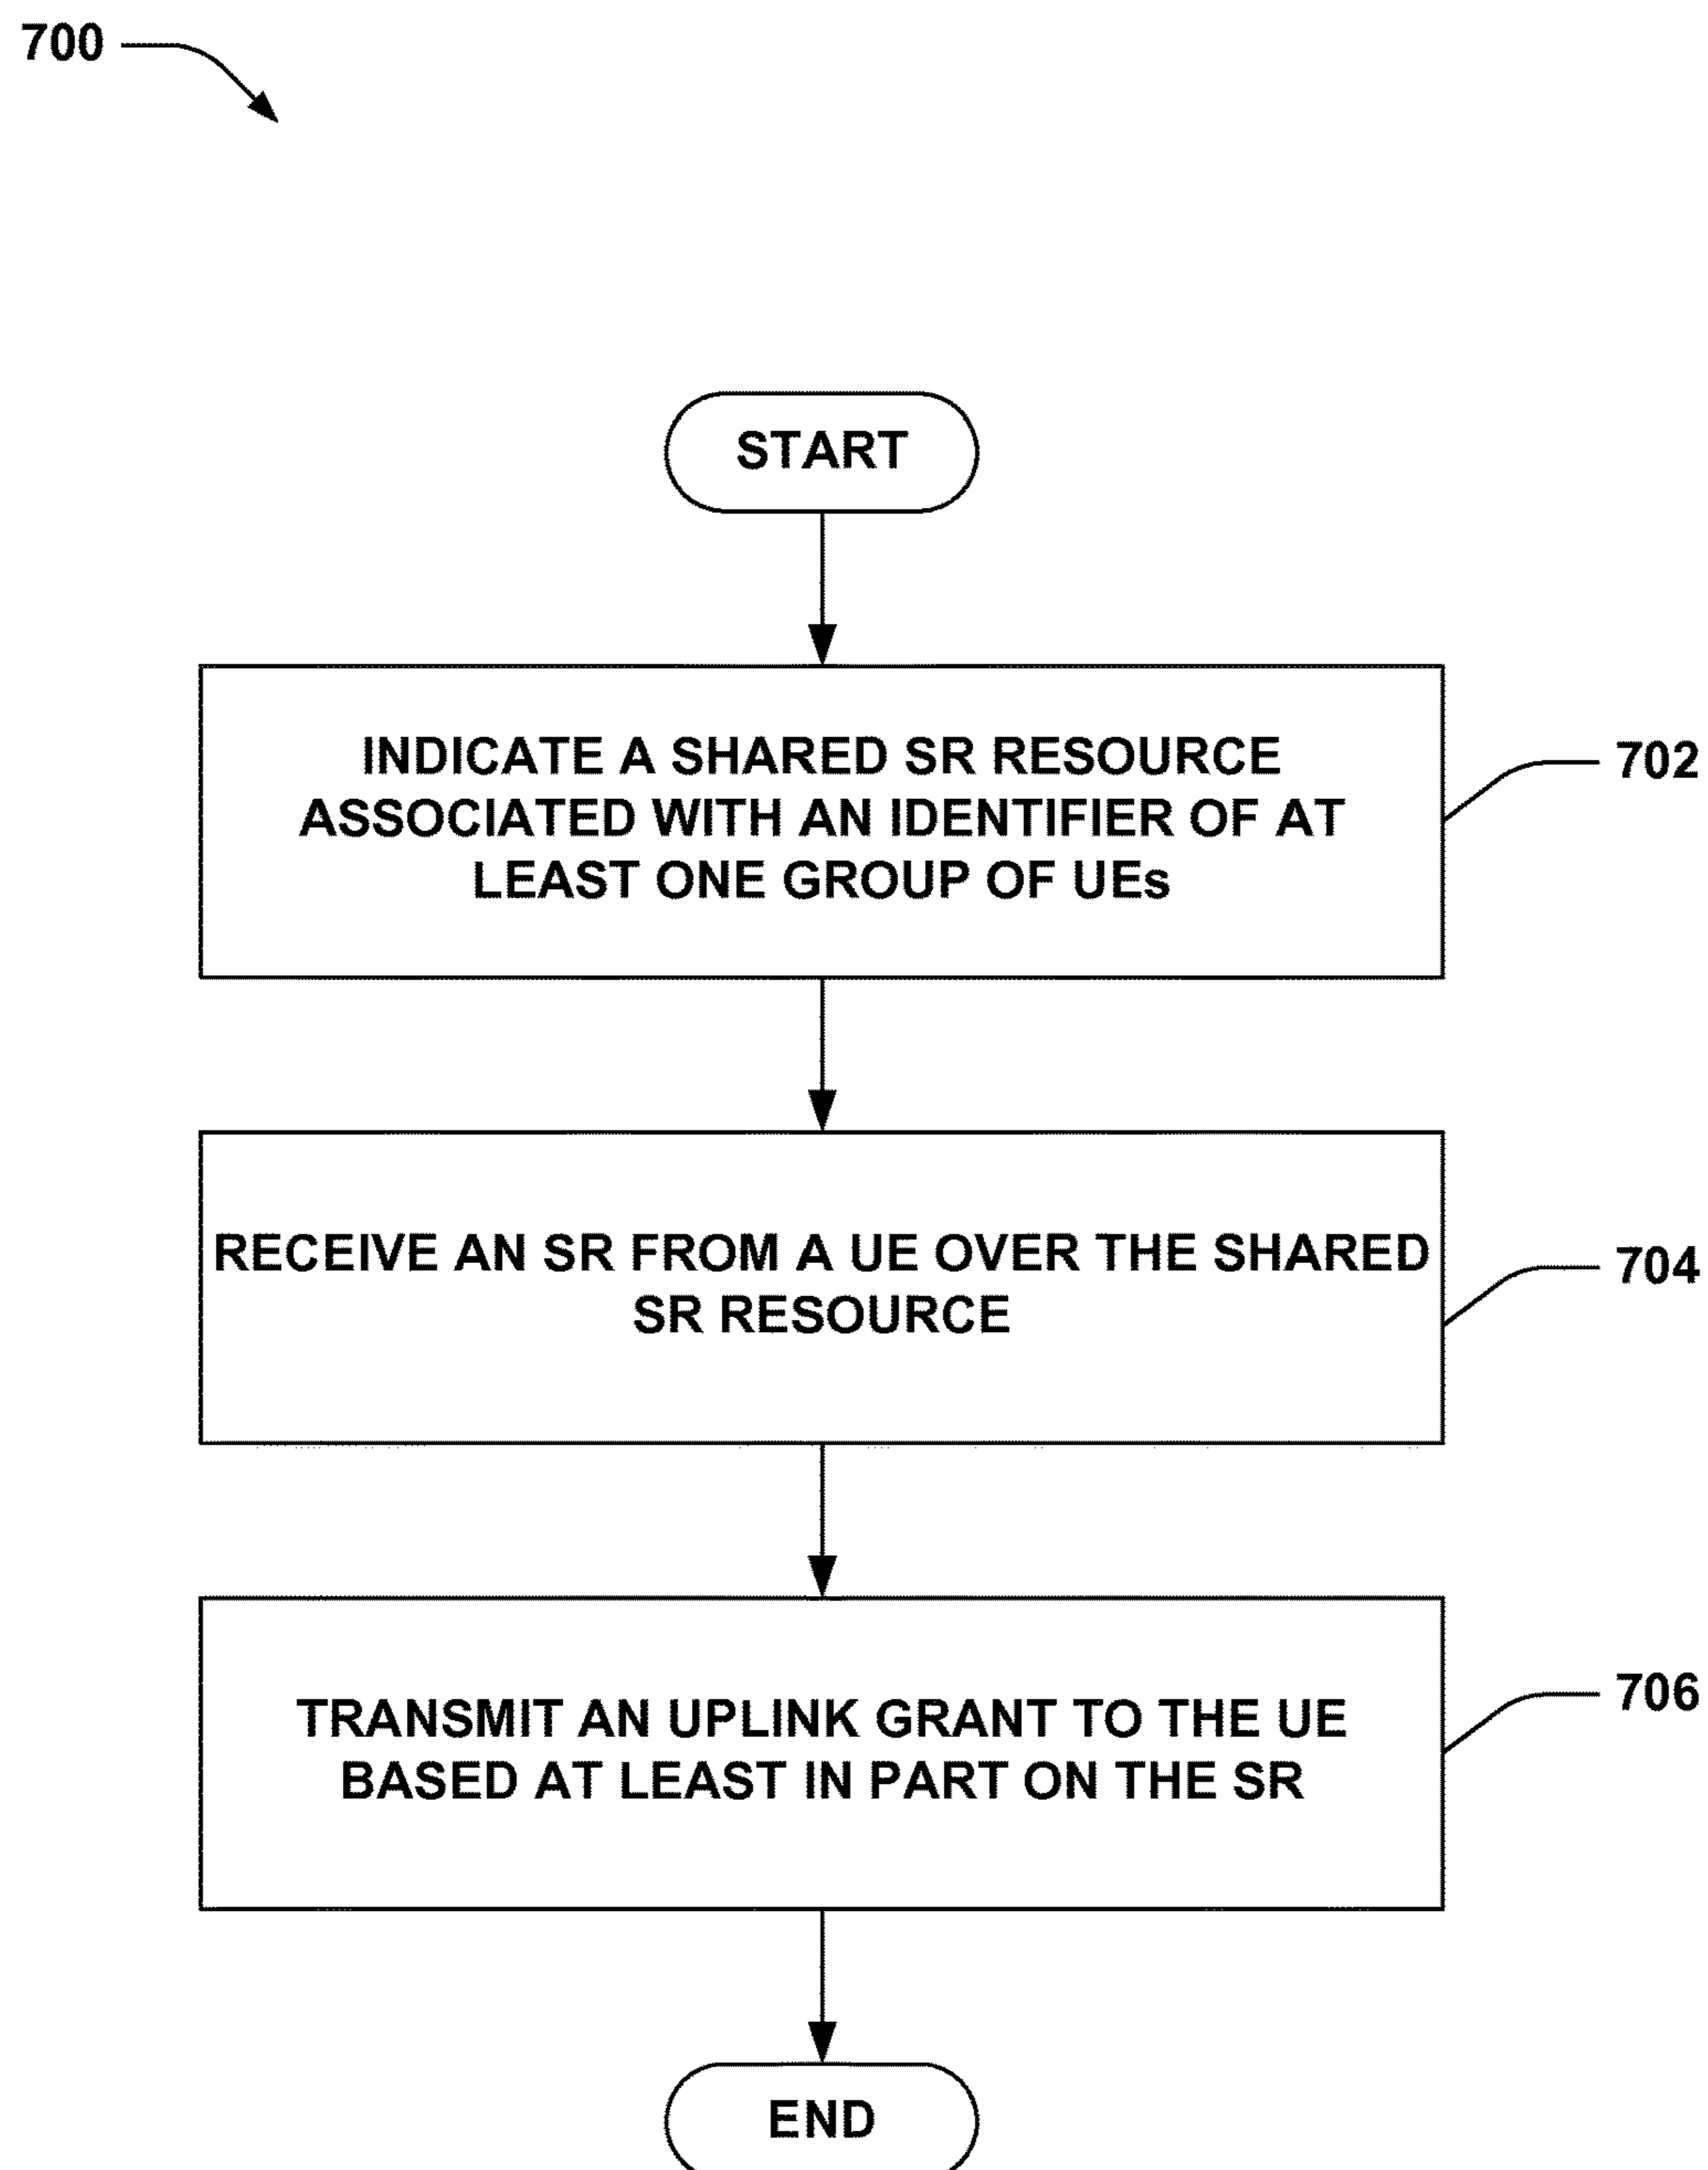 700
START
INDICATE A SHARED SR RESOURCE
ASSOCIATED WITH AN IDENTIFIER OF AT
LEAST ONE GROUP OF UEs
702
RECEIVE AN SR FROM A UE OVER THE SHARED
SR RESOURCE
704
TRANSMIT AN UPLINK GRANT TO THE UE
BASED AT LEAST IN PART ON THE SR
706
END